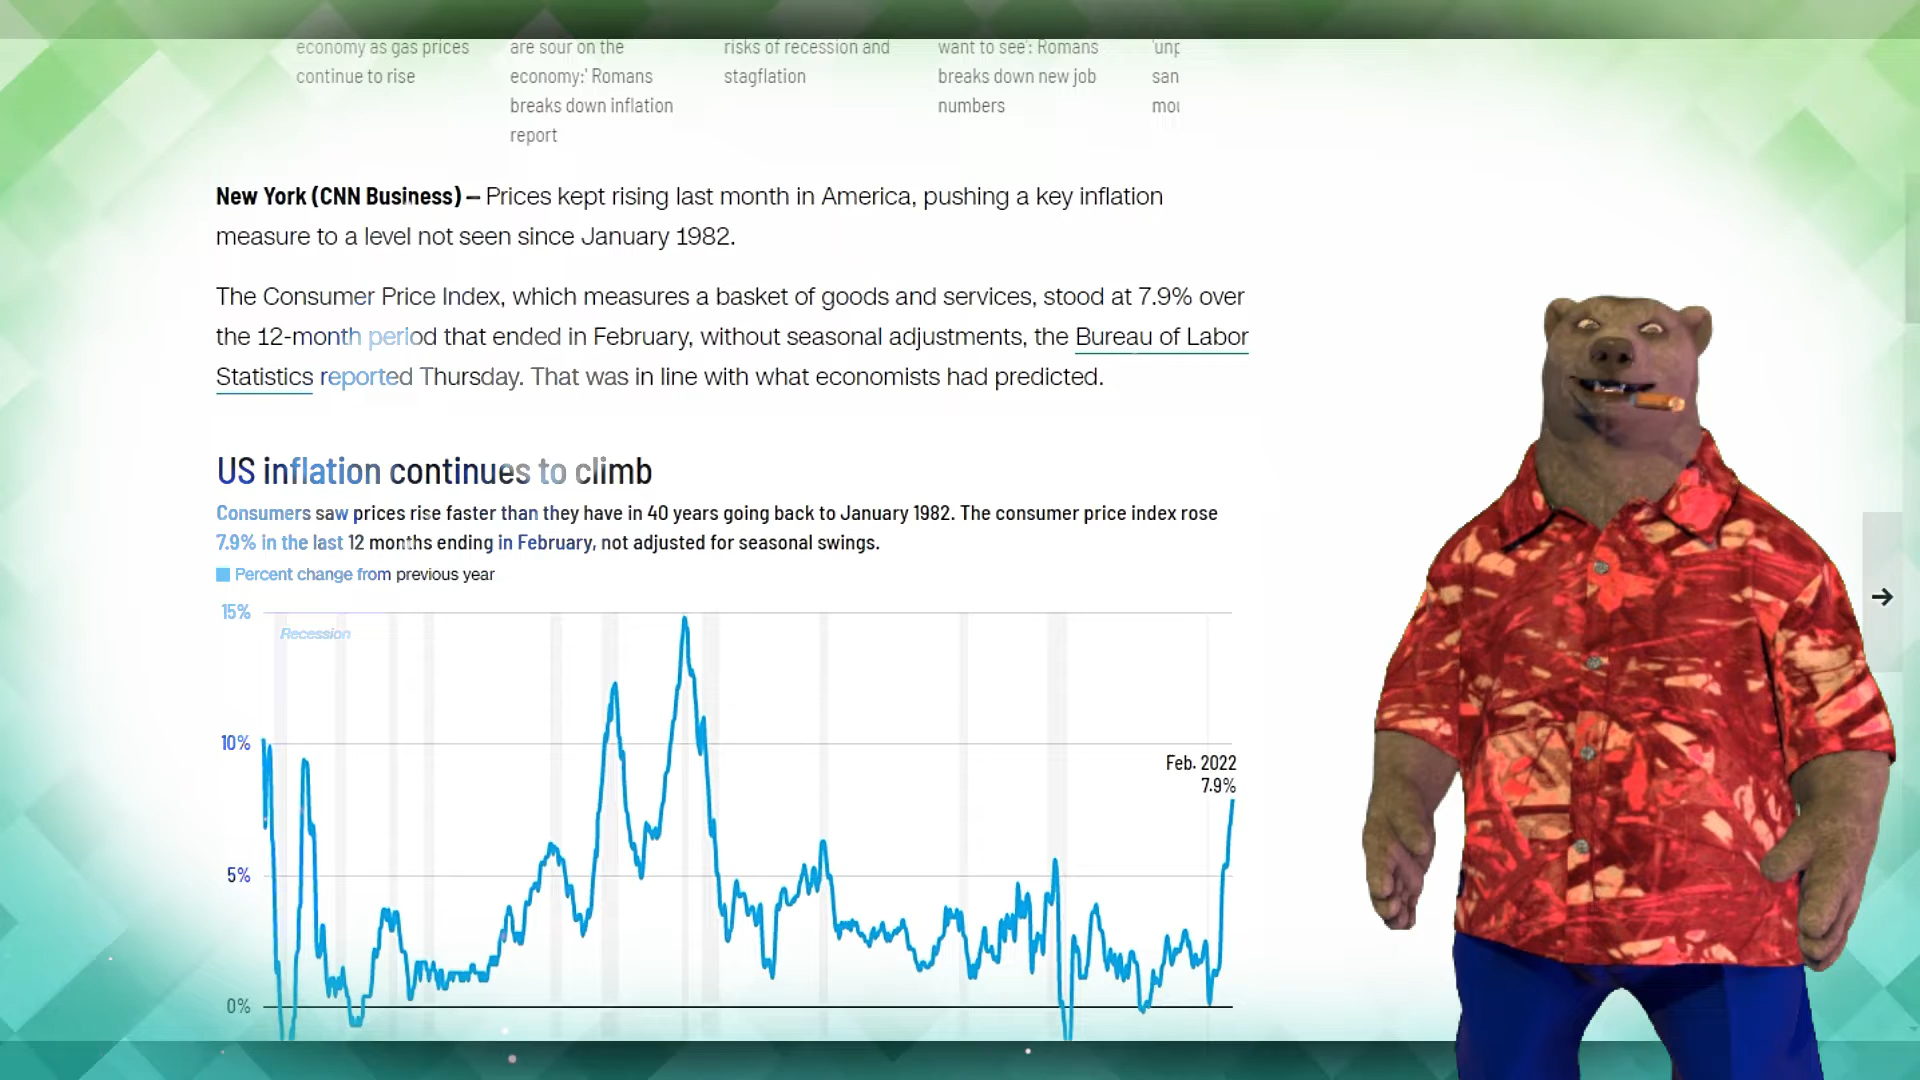 economy as gas prices
continue to rise
are sour on the
economy:' Romans
breaks down inflation
report
risks of recession and
stagflation
want to see': Romans
breaks down new job
numbers
New York (CNN Business) — Prices kept rising last month in America, pushing a key inflation
measure to a level not seen since January 1982.
The Consumer Price Index, which measures a basket of goods and services, stood at 7.9% over
the 12-month period that ended in February, without seasonal adjustments, the Bureau of Labor
Statistics reported Thursday. That was in line with what economists had predicted.
US inflation continues to climb
Consumers saw prices rise faster than they have in 40 years going back to January 1982. The consumer price index rose
7.9% in the last 12 months ending in February, not adjusted for seasonal swings.
Percent change from previous year
15%
Recession
10%
Feb. 2022
7.9%
5%
0%